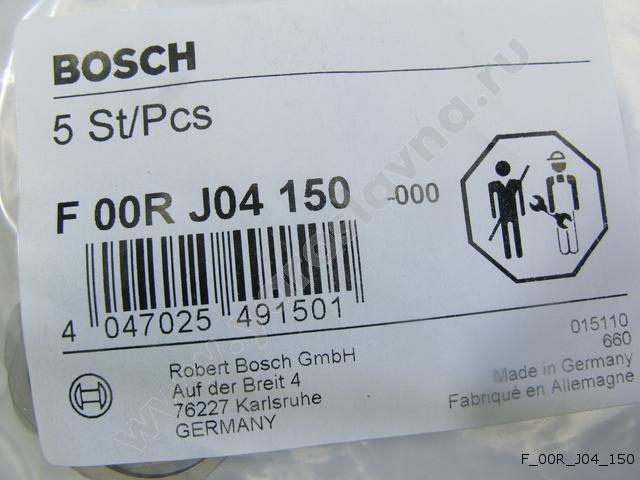 BOSCH
5 St/Pcs
F 00R J04 150 -000
4 047025 491501
Robert Bosch GmbH
Auf der Breit 4
76227 Karlsruhe
GERMANY
015110
660
Made in Germany
Fabriqué en Allemagne
F_00R_J04_150